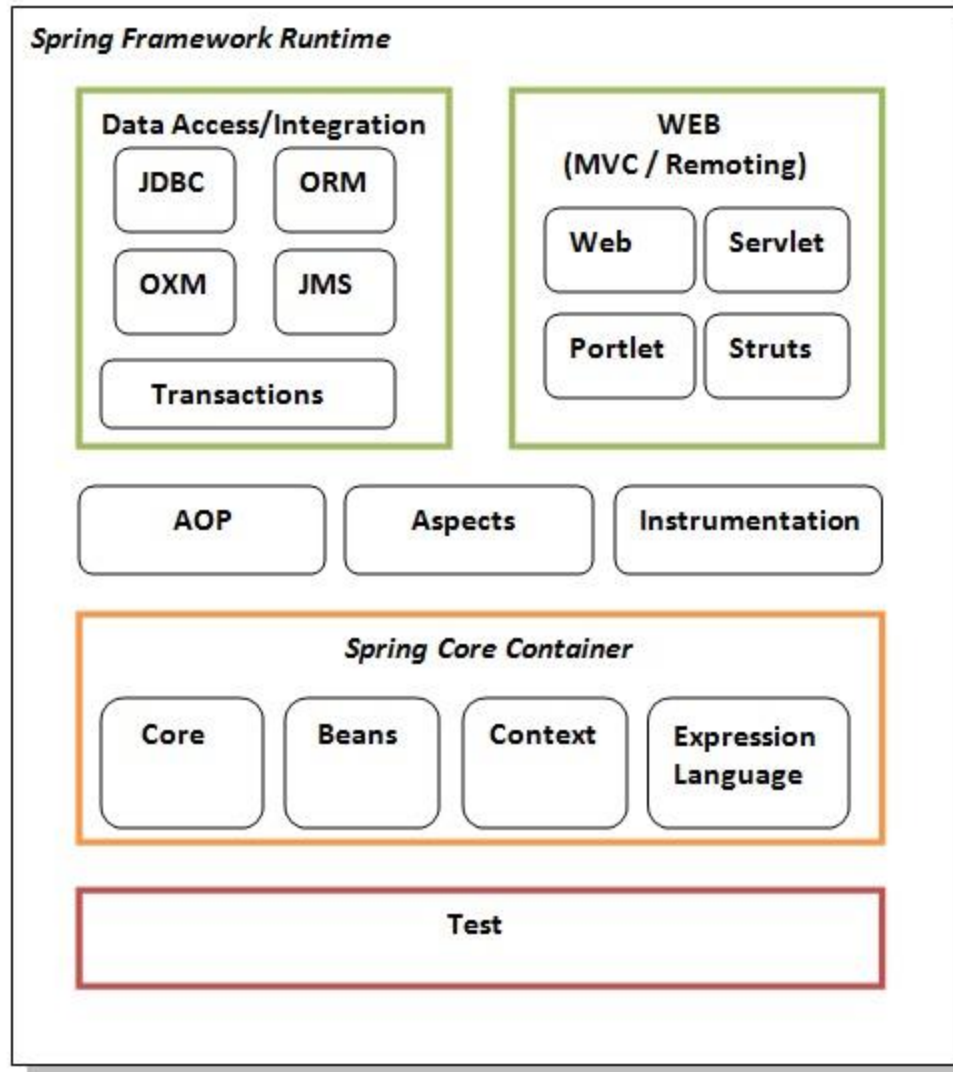 Spring Framework Runtime
Data Access/Integration
JDBC
ORM
OXM
JMS
Transactions
WEB
(MVC / Remoting)
Web
Servlet
Portlet
Struts
AOP
Aspects
Instrumentation
Spring Core Container
Core
Beans
Context
Expression
Language
Test